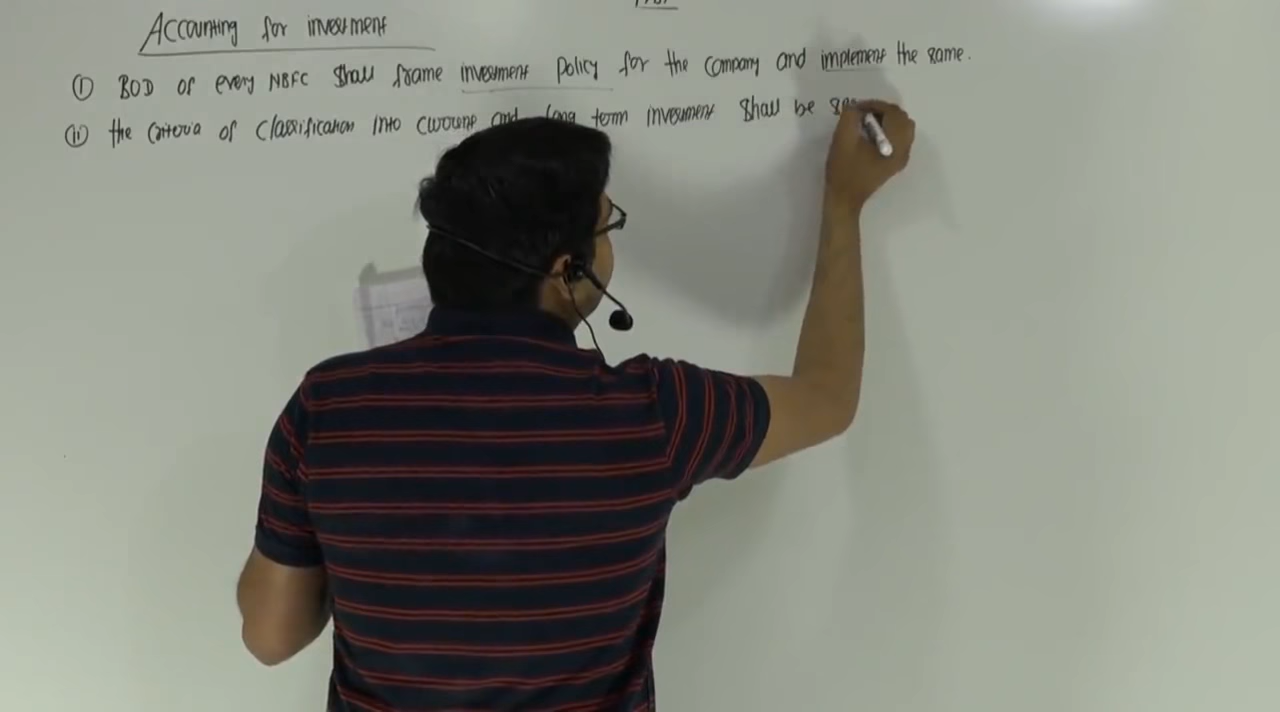 Accounting for investment
(i) BOD of every NBFC shall frame investment policy for the company and implement the same.
(ii) the criteria of classification into current and long term investment shall be